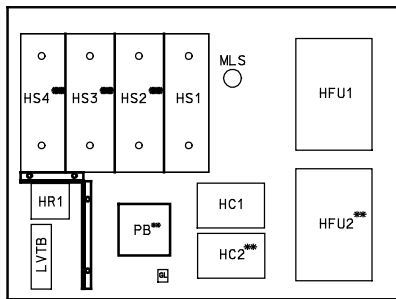 MLS
HS4** HS3** HS2** HS1
HFU1
HR1
HC1
HFU2**
PB**
HC2**
LVTB
GL